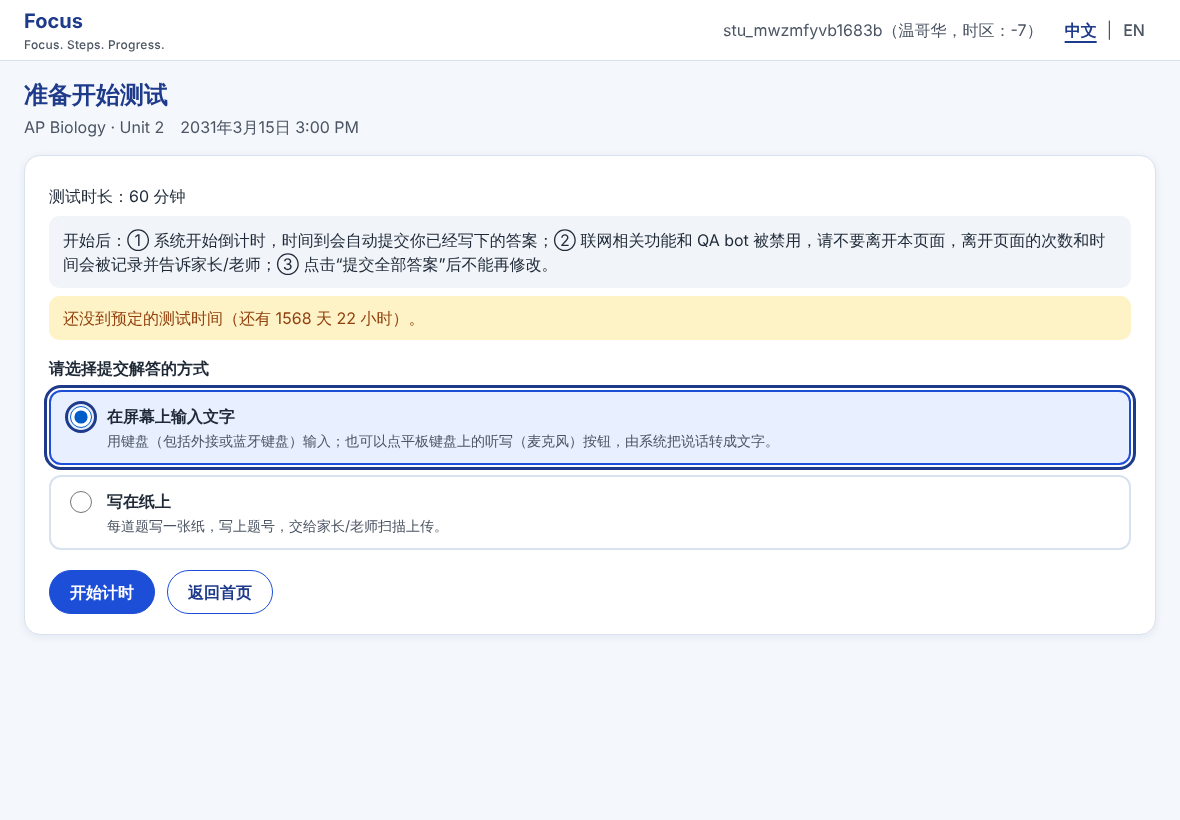 Focus
Focus. Steps. Progress.
stu_mwzmfyvb1683b（温哥华，时区：-7） 中文 | EN
准备开始测试
AP Biology · Unit 2 2031年3月15日 3:00 PM
测试时长：60 分钟
开始后：① 系统开始倒计时，时间到会自动提交你已经写下的答案；② 联网相关功能和 QA bot 被禁用，请不要离开本页面，离开页面的次数和时
间会被记录并告诉家长/老师；③ 点击“提交全部答案”后不能再修改。
还没到预定的测试时间（还有 1568 天 22 小时）。
请选择提交解答的方式
在屏幕上输入文字
用键盘（包括外接或蓝牙键盘）输入；也可以点平板键盘上的听写（麦克风）按钮，由系统把说话转成文字。
写在纸上
每道题写一张纸，写上题号，交给家长/老师扫描上传。
开始计时 返回首页